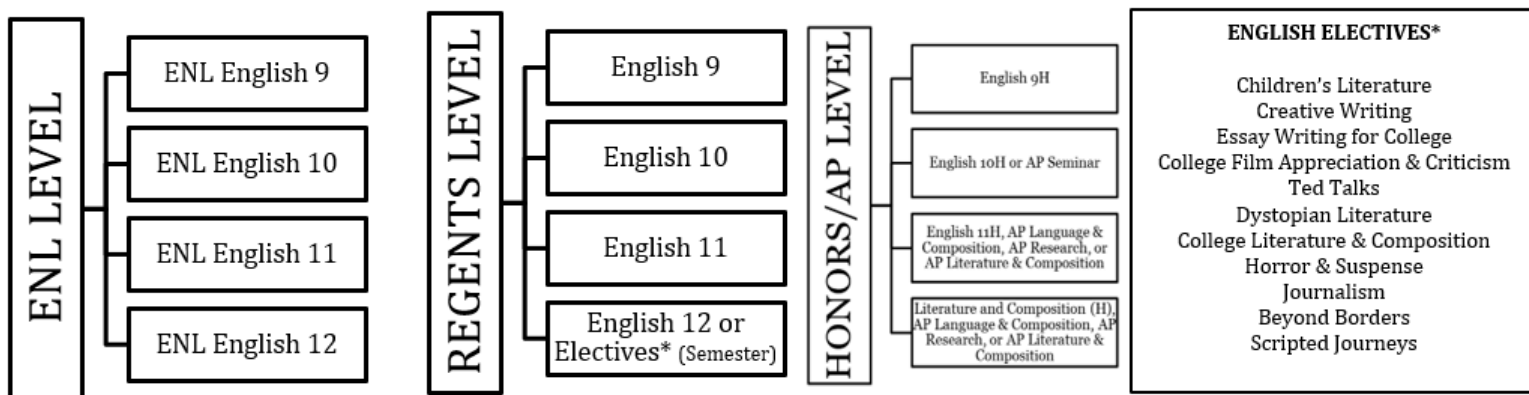 ENL LEVEL
ENL English 9
ENL English 10
ENL English 11
ENL English 12
REGENTS LEVEL
English 9
English 10
English 11
English 12 or
Electives* (Semester)
HONORS/AP LEVEL
English 9H
English 10H or AP Seminar
English 11H, AP Language &
Composition, AP Research, or
AP Literature & Composition
Literature and Composition (H),
AP Language & Composition, AP
Research, or AP Literature &
Composition
ENGLISH ELECTIVES*
Children's Literature
Creative Writing
Essay Writing for College
College Film Appreciation & Criticism
Ted Talks
Dystopian Literature
College Literature & Composition
Horror & Suspense
Journalism
Beyond Borders
Scripted Journeys